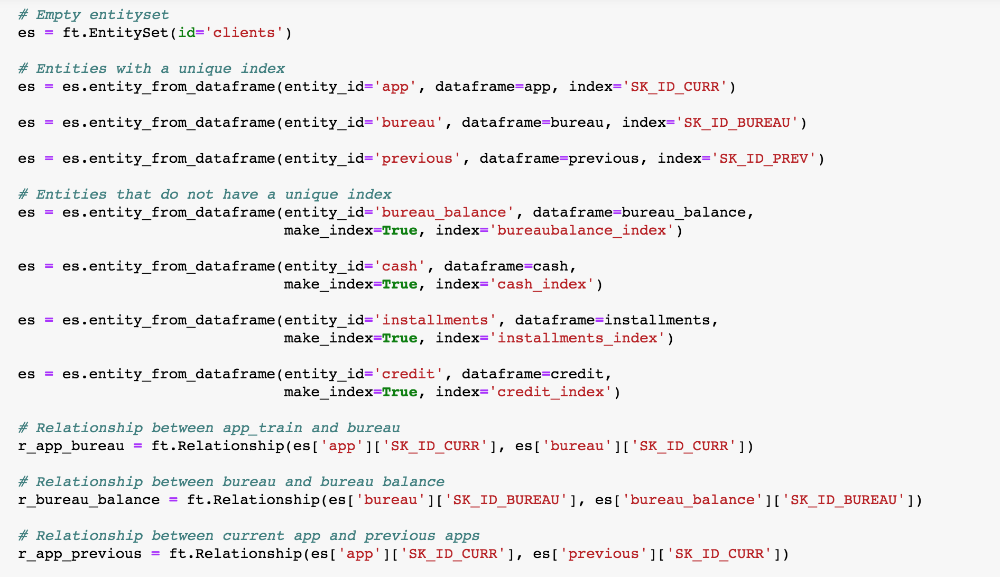 # Empty entityset
es = ft.EntitySet(id='clients')
# Entities with a unique index
es = es.entity_from_dataframe(entity_id='app', dataframe=app, index='SK_ID_CURR')
es = es.entity_from_dataframe(entity_id='bureau', dataframe=bureau, index='SK_ID_BUREAU')
es = es.entity_from_dataframe(entity_id='previous', dataframe=previous, index='SK_ID_PREV')
# Entities that do not have a unique index
es = es.entity_from_dataframe(entity_id='bureau_balance', dataframe=bureau_balance,
make_index=True, index='bureaubalance_index')
es = es.entity_from_dataframe(entity_id='cash', dataframe=cash,
make_index=True, index='cash_index')
es = es.entity_from_dataframe(entity_id='installments', dataframe=installments,
make_index=True, index='installments_index')
es = es.entity_from_dataframe(entity_id='credit', dataframe=credit,
make_index=True, index='credit_index')
# Relationship between app_train and bureau
r_app_bureau = ft.Relationship(es['app']['SK_ID_CURR'], es['bureau']['SK_ID_CURR'])
# Relationship between bureau and bureau balance
r_bureau_balance = ft.Relationship(es['bureau']['SK_ID_BUREAU'], es['bureau_balance']['SK_ID_BUREAU'])
# Relationship between current app and previous apps
r_app_previous = ft.Relationship(es['app']['SK_ID_CURR'], es['previous']['SK_ID_CURR'])